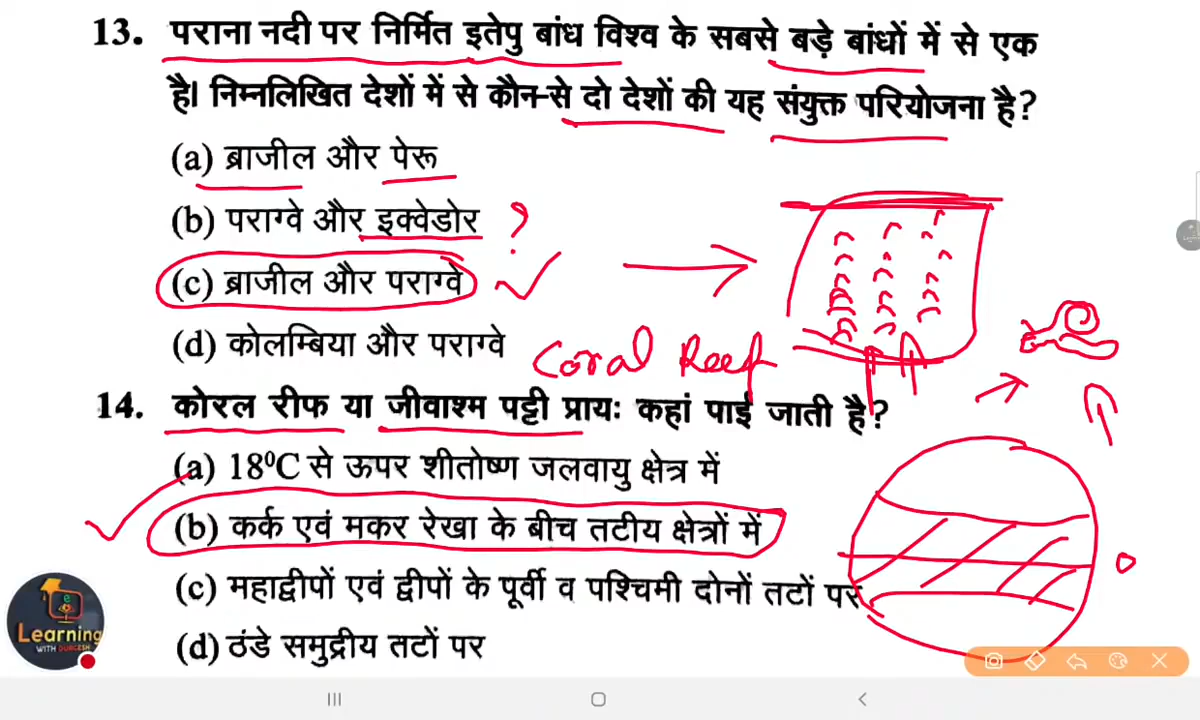 13. पराना नदी पर निर्मित इतेपु बांध विश्व के सबसे बड़े बांधों में से एक
है। निम्नलिखित देशों में से कौन-से दो देशों की यह संयुक्त परियोजना है?
(a) ब्राजील और पेरू
(b) पराग्वे और इक्वेडोर ?
(c) ब्राजील और पराग्वे
(d) कोलम्बिया और पराग्वे
Coral Reef
14. कोरल रीफ या जीवाश्म पट्टी प्रायः कहां पाई जाती है?
(a) 18⁰C से ऊपर शीतोष्ण जलवायु क्षेत्र में
(b) कर्क एवं मकर रेखा के बीच तटीय क्षेत्रों में
(c) महाद्वीपों एवं द्वीपों के पूर्वी व पश्चिमी दोनों तटों पर
(d) ठंडे समुद्रीय तटों पर
e
Learning
WITH DURGESH